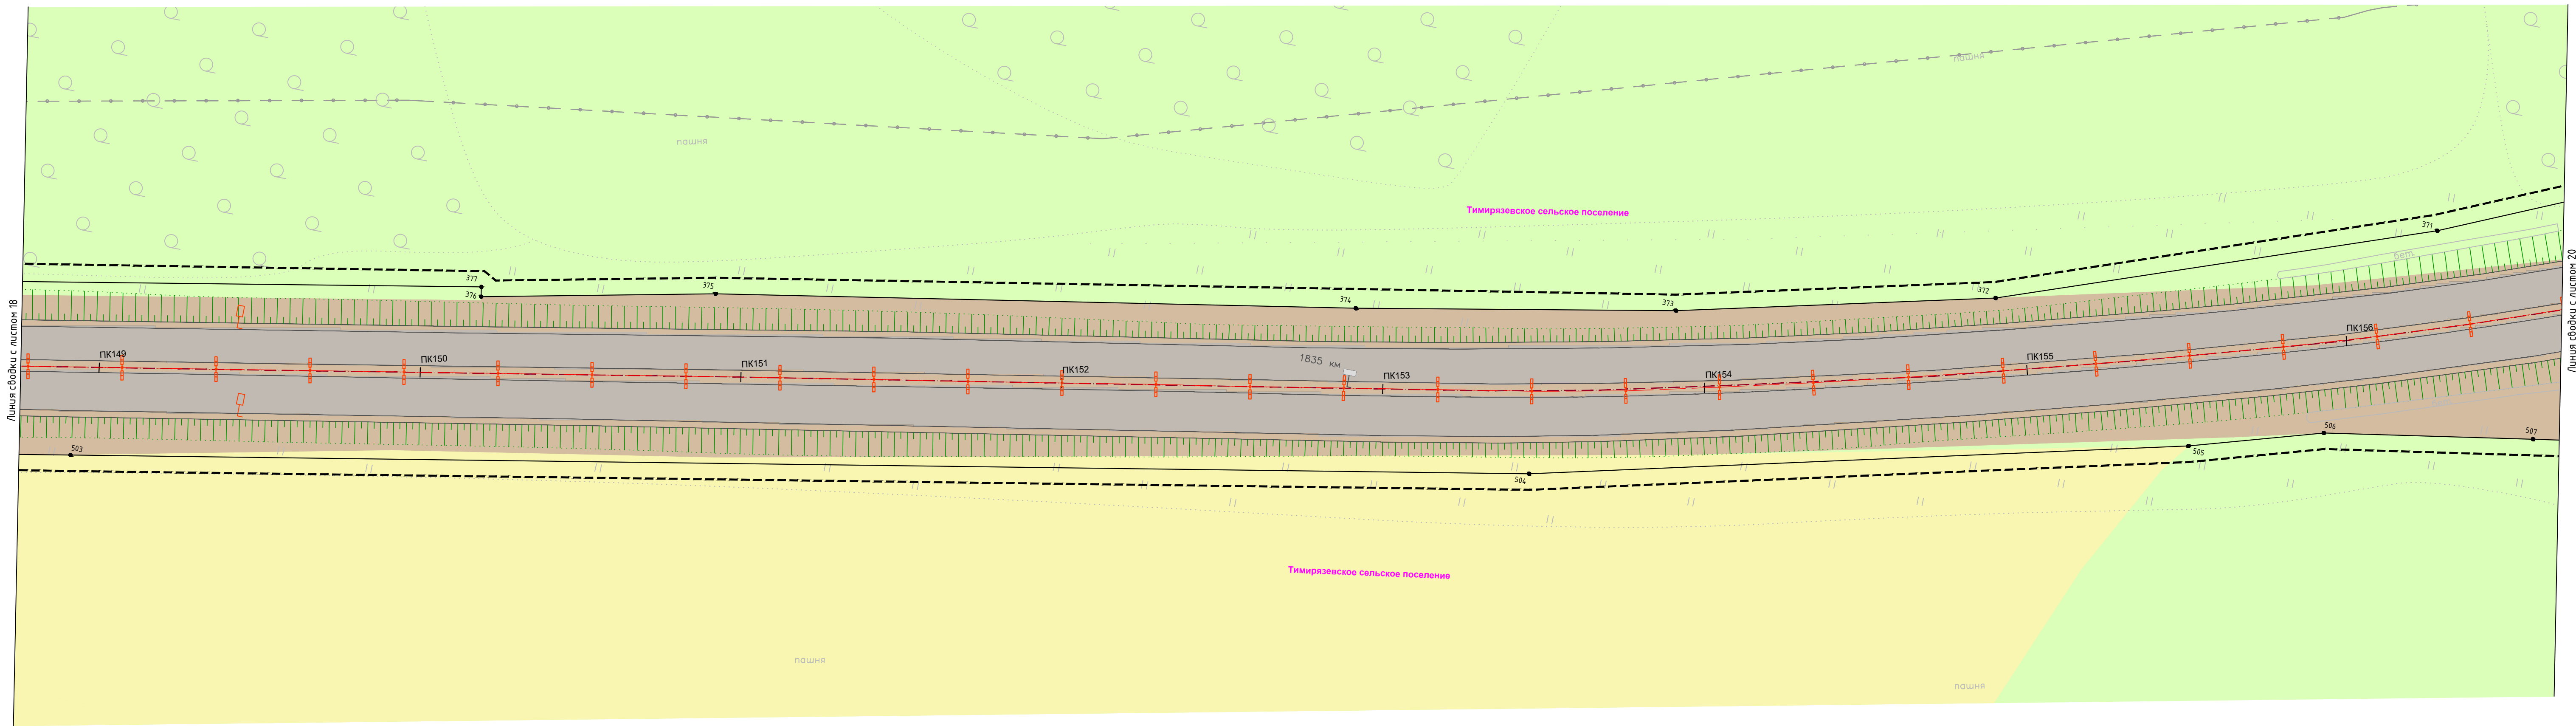 пашня
пашня
Тимирязевское сельское поселение
371
бет
377
376
375
374
373
372
Линия сводки с листом 18
Линия сводки с листом 20
ПК149
ПК150
ПК151
ПК152
1835 км
ПК153
ПК154
ПК155
ПК156
503
504
505
506
507
Тимирязевское сельское поселение
пашня
пашня